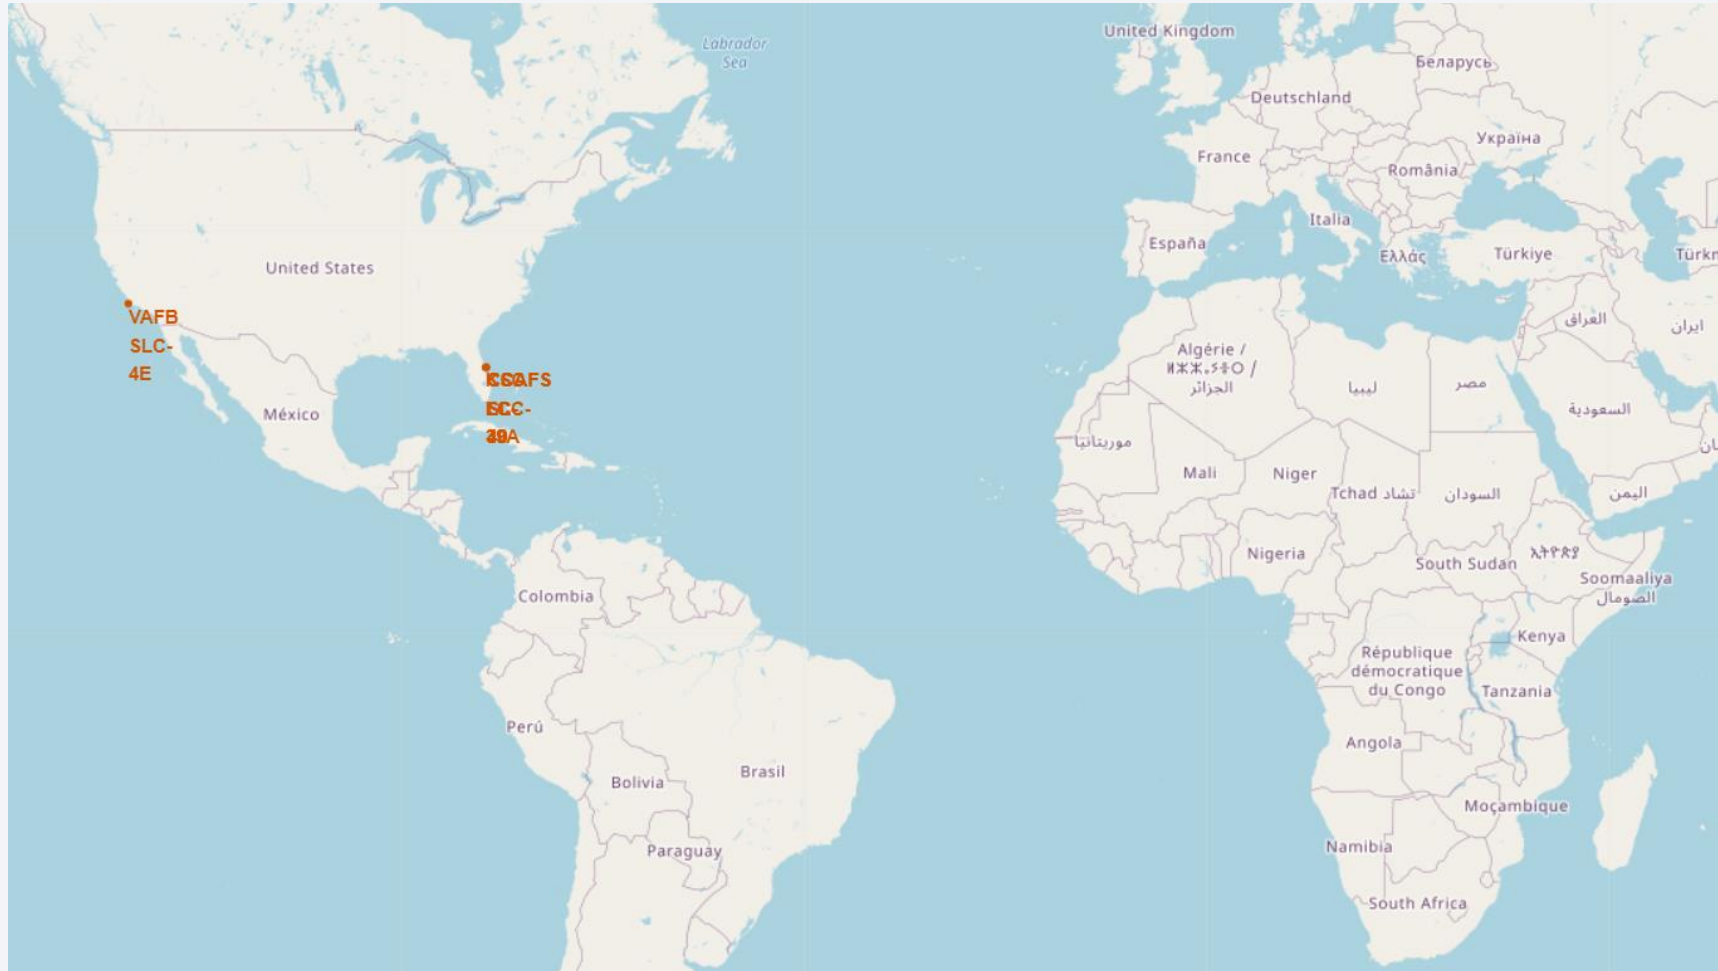 Labrador
Sea
United Kingdom
Беларусь
Deutschland
Україна
France
România
Italia
España
Ελλάς
Türkiye
Türkm
United States
VAFB
SLC-
4E
العراق
ایران
Algérie /
ⵍⵣⵣⴰⵢⴻⵔ /
الجزائر
ليبيا
مصر
السعودية
México
موريتانيا
Mali
Niger
Tchad تشاد
السودان
اليمن
Nigeria
South Sudan
ኢትዮጵያ
Soomaaliya
الصومال
Colombia
Kenya
République
démocratique
du Congo
Tanzania
Perú
Angola
Bolivia
Brasil
Moçambique
Paraguay
Namibia
South Africa